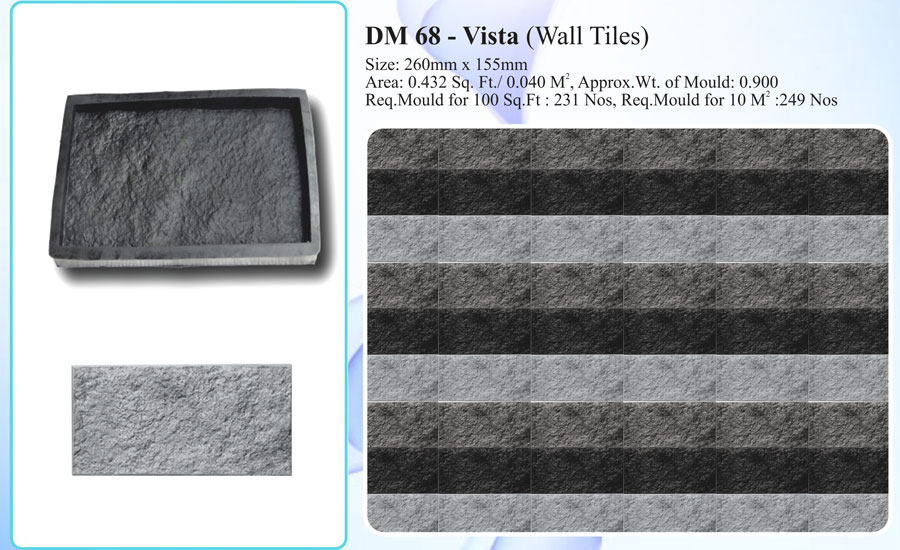 DM 68 - Vista (Wall Tiles)
Size: 260mm x 155mm
Area: 0.432 Sq. Ft./ 0.040 M², Approx.Wt. of Mould: 0.900
Req.Mould for 100 Sq.Ft : 231 Nos, Req.Mould for 10 M² :249 Nos